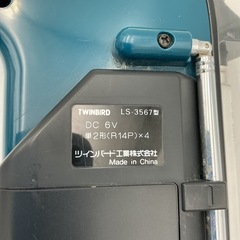 TWINBIRD LS-3567型
DC 6V
単2形(R14P)×4
ツインバード工業株式会社
Made in China